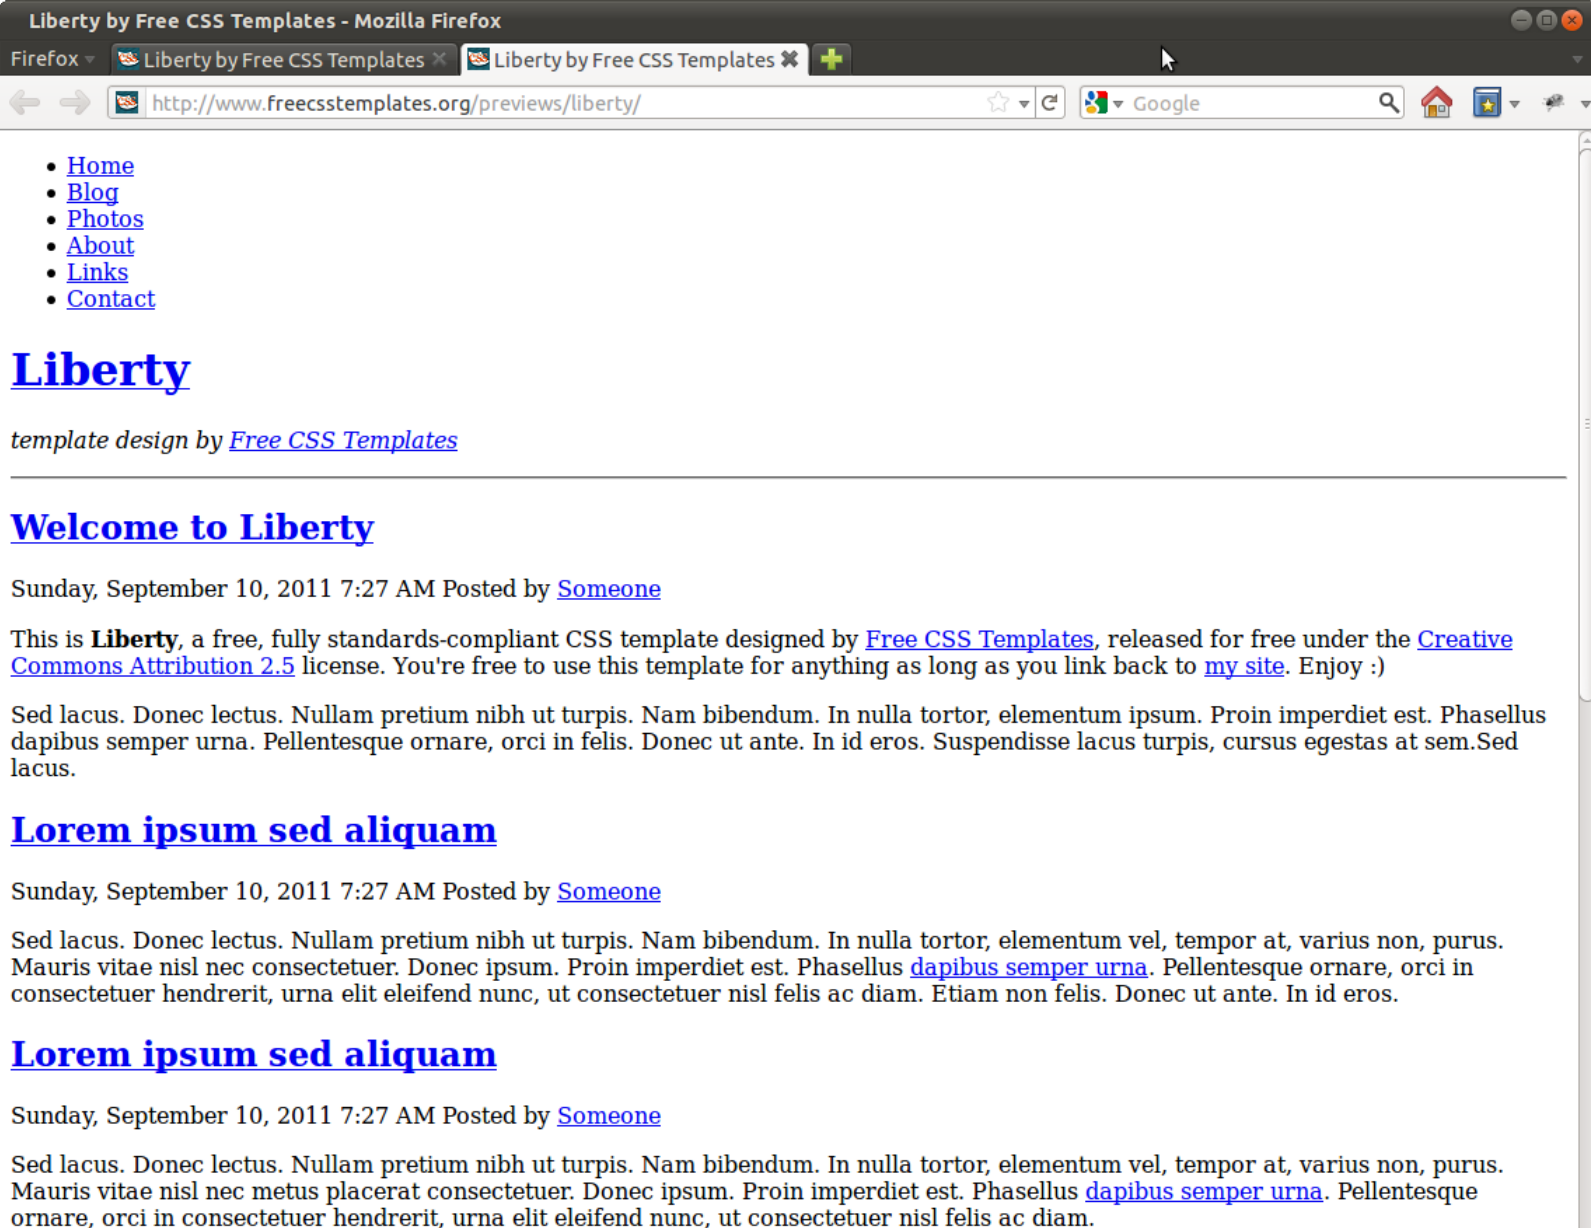 Liberty by Free CSS Templates - Mozilla Firefox
Firefox
Liberty by Free CSS Templates
Liberty by Free CSS Templates
http://www.freecsstemplates.org/previews/liberty/
Google
Home
Blog
Photos
About
Links
Contact
Liberty
template design by Free CSS Templates
Welcome to Liberty
Sunday, September 10, 2011 7:27 AM Posted by Someone
This is Liberty, a free, fully standards-compliant CSS template designed by Free CSS Templates, released for free under the Creative
Commons Attribution 2.5 license. You're free to use this template for anything as long as you link back to my site. Enjoy :)
Sed lacus. Donec lectus. Nullam pretium nibh ut turpis. Nam bibendum. In nulla tortor, elementum ipsum. Proin imperdiet est. Phasellus
dapibus semper urna. Pellentesque ornare, orci in felis. Donec ut ante. In id eros. Suspendisse lacus turpis, cursus egestas at sem.Sed
lacus.
Lorem ipsum sed aliquam
Sunday, September 10, 2011 7:27 AM Posted by Someone
Sed lacus. Donec lectus. Nullam pretium nibh ut turpis. Nam bibendum. In nulla tortor, elementum vel, tempor at, varius non, purus.
Mauris vitae nisl nec consectetuer. Donec ipsum. Proin imperdiet est. Phasellus dapibus semper urna. Pellentesque ornare, orci in
consectetuer hendrerit, urna elit eleifend nunc, ut consectetuer nisl felis ac diam. Etiam non felis. Donec ut ante. In id eros.
Lorem ipsum sed aliquam
Sunday, September 10, 2011 7:27 AM Posted by Someone
Sed lacus. Donec lectus. Nullam pretium nibh ut turpis. Nam bibendum. In nulla tortor, elementum vel, tempor at, varius non, purus.
Mauris vitae nisl nec metus placerat consectetuer. Donec ipsum. Proin imperdiet est. Phasellus dapibus semper urna. Pellentesque
ornare, orci in consectetuer hendrerit, urna elit eleifend nunc, ut consectetuer nisl felis ac diam.